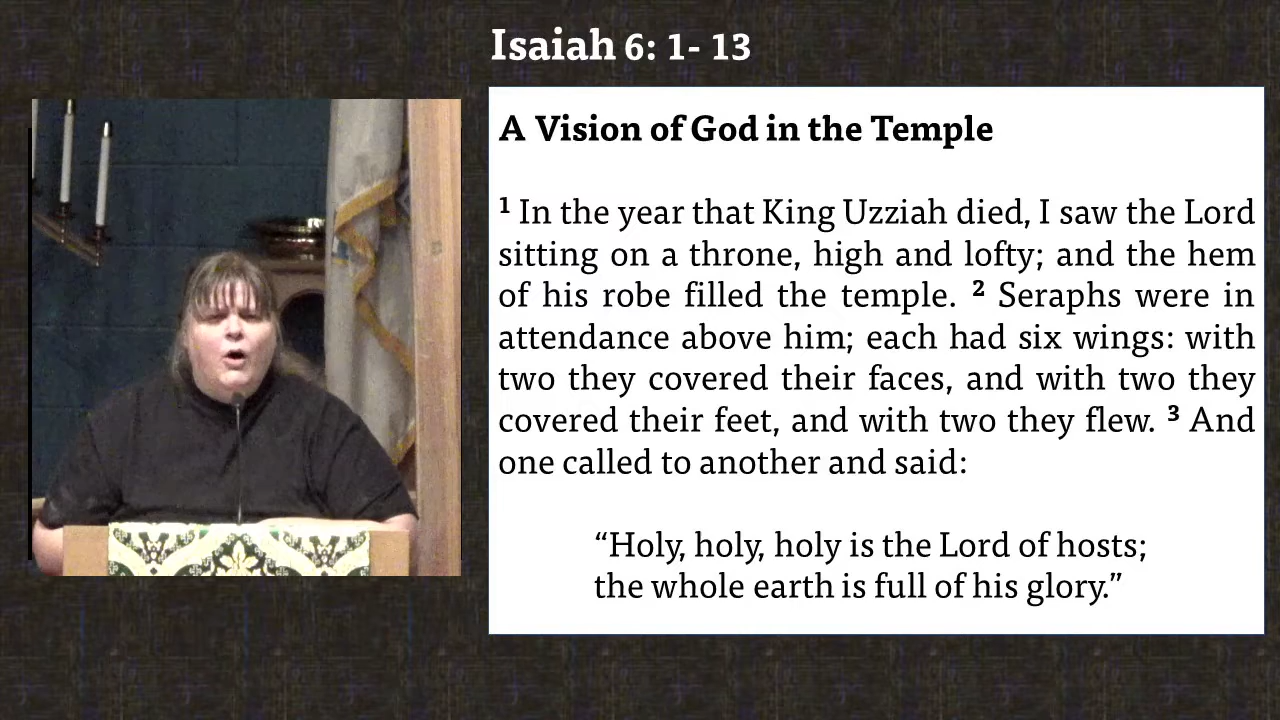 Isaiah 6: 1- 13
A Vision of God in the Temple
1 In the year that King Uzziah died, I saw the Lord
sitting on a throne, high and lofty; and the hem
of his robe filled the temple. 2 Seraphs were in
attendance above him; each had six wings: with
two they covered their faces, and with two they
covered their feet, and with two they flew. 3 And
one called to another and said:
“Holy, holy, holy is the Lord of hosts;
the whole earth is full of his glory.”